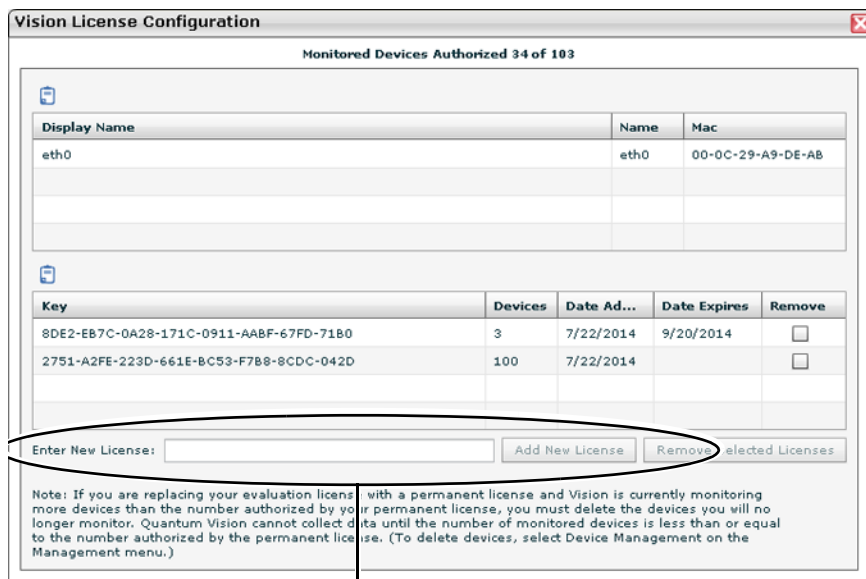 Vision License Configuration
Monitored Devices Authorized 34 of 103
Display Name Name Mac
eth0 eth0 00-0C-29-A9-DE-AB
Key Devices Date Ad... Date Expires Remove
8DE2-EB7C-0A28-171C-0911-AABF-67FD-71B0 3 7/22/2014 9/20/2014
2751-A2FE-223D-661E-BC53-F7B8-8CDC-042D 100 7/22/2014
Enter New License: Add New License Remove Selected Licenses
Note: If you are replacing your evaluation license with a permanent license and Vision is currently monitoring
more devices than the number authorized by your permanent license, you must delete the devices you will no
longer monitor. Quantum Vision cannot collect data until the number of monitored devices is less than or equal
to the number authorized by the permanent license. (To delete devices, select Device Management on the
Management menu.)